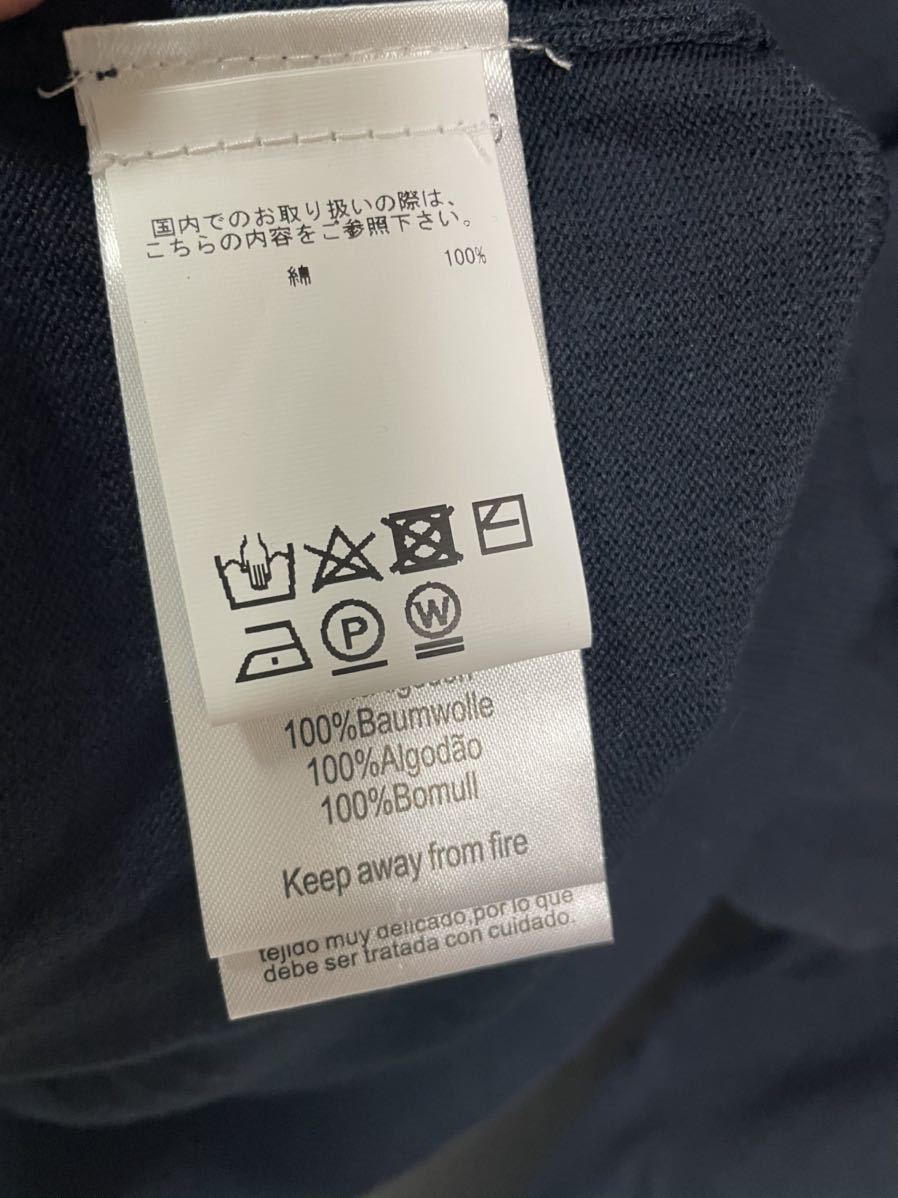 国内でのお取り扱いの際は、
こちらの内容をご参照下さい。
綿 100%
P W
100%Baumwolle
100%Algodão
100%Bomull
Keep away from fire
tejido muy delicado,por lo que
debe ser tratada con cuidado.